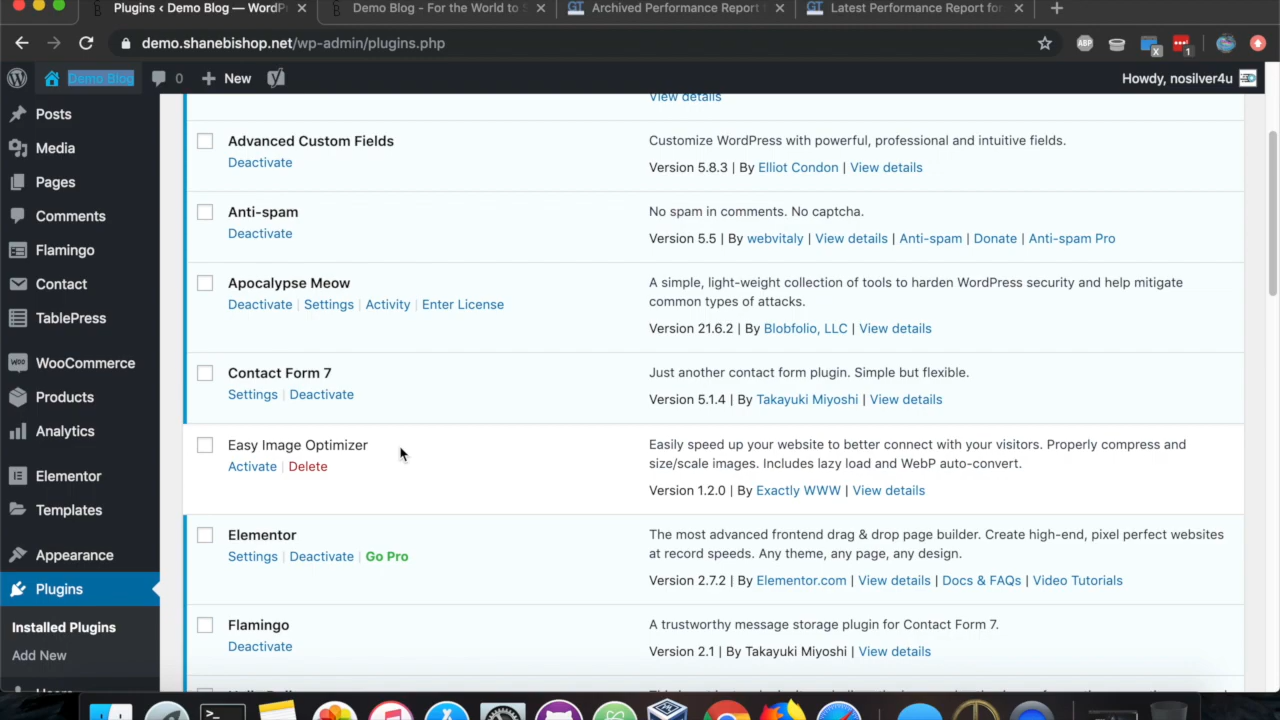 Plugins < Demo Blog — WordP
Demo Blog - For the World to S
GT Archived Performance Report
GT Latest Performance Report for
demo.shanebishop.net/wp-admin/plugins.php
ABP
X
1
Demo Blog
0
New
Howdy, nosilver4u
Posts
Media
Pages
Comments
Flamingo
Contact
TablePress
WOO
WooCommerce
Products
Analytics
Elementor
Templates
Appearance
Plugins
Installed Plugins
Add New
View details
Advanced Custom Fields
Deactivate
Customize WordPress with powerful, professional and intuitive fields.
Version 5.8.3 | By Elliot Condon | View details
Anti-spam
Deactivate
No spam in comments. No captcha.
Version 5.5 | By webvitaly | View details | Anti-spam | Donate | Anti-spam Pro
Apocalypse Meow
Deactivate | Settings | Activity | Enter License
A simple, light-weight collection of tools to harden WordPress security and help mitigate
common types of attacks.
Version 21.6.2 | By Blobfolio, LLC | View details
Contact Form 7
Settings | Deactivate
Just another contact form plugin. Simple but flexible.
Version 5.1.4 | By Takayuki Miyoshi | View details
Easy Image Optimizer
Activate | Delete
Easily speed up your website to better connect with your visitors. Properly compress and
size/scale images. Includes lazy load and WebP auto-convert.
Version 1.2.0 | By Exactly WWW | View details
Elementor
Settings | Deactivate | Go Pro
The most advanced frontend drag & drop page builder. Create high-end, pixel perfect websites
at record speeds. Any theme, any page, any design.
Version 2.7.2 | By Elementor.com | View details | Docs & FAQs | Video Tutorials
Flamingo
Deactivate
A trustworthy message storage plugin for Contact Form 7.
Version 2.1 | By Takayuki Miyoshi | View details